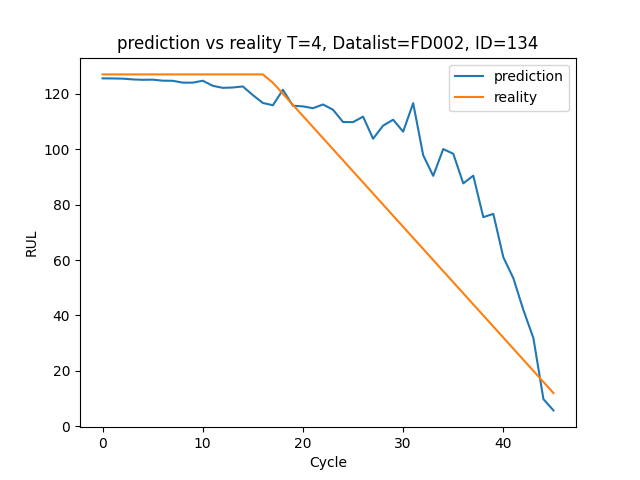 prediction vs reality T=4, Datalist=FD002, ID=134
prediction
reality
120
100
80
60
40
20
0
RUL
0 10 20 30 40
Cycle